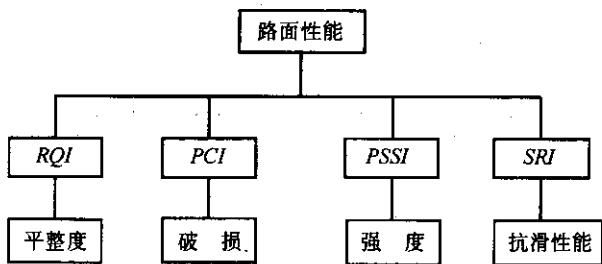 路面性能
RQI PCI PSSI SRI
平整度 破 损 强 度 抗滑性能